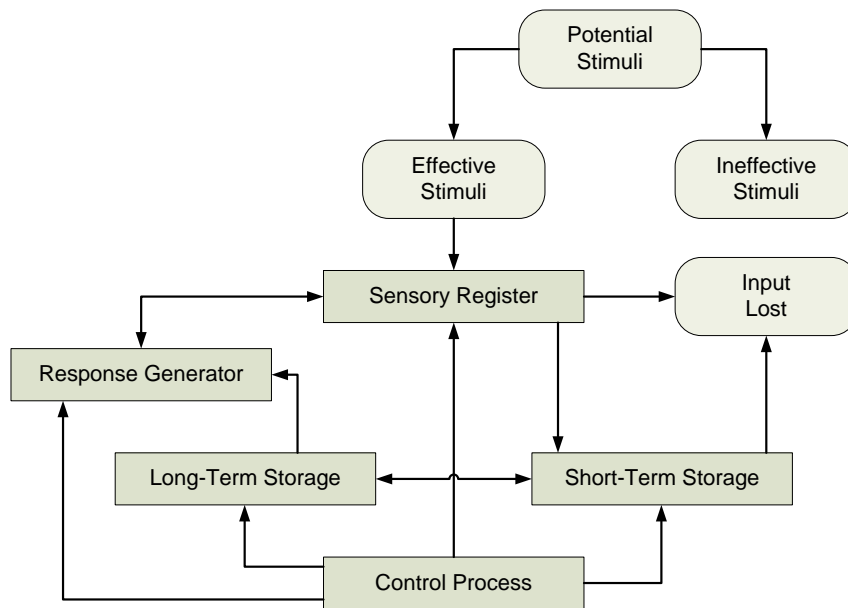 Potential
Stimuli
Effective
Stimuli
Ineffective
Stimuli
Sensory Register
Input
Lost
Response Generator
Long-Term Storage
Short-Term Storage
Control Process